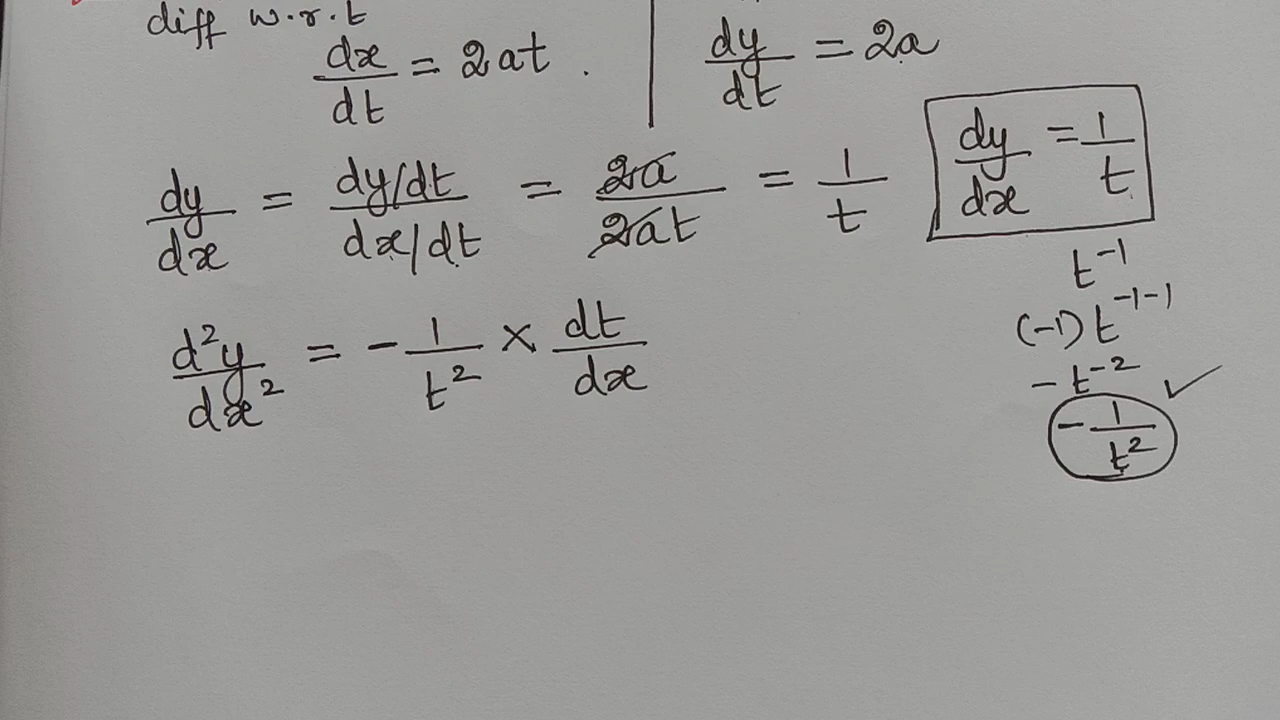 diff w.r.t
dx/dt = 2at . | dy/dt = 2a
dy/dx = (dy/dt)/(dx/dt) = 2a/2at = 1/t
dy/dx = 1/t
t⁻¹
(-1)t⁻¹⁻¹
-t⁻²
-1/t² ✓
d²y/dx² = -1/t² × dt/dx